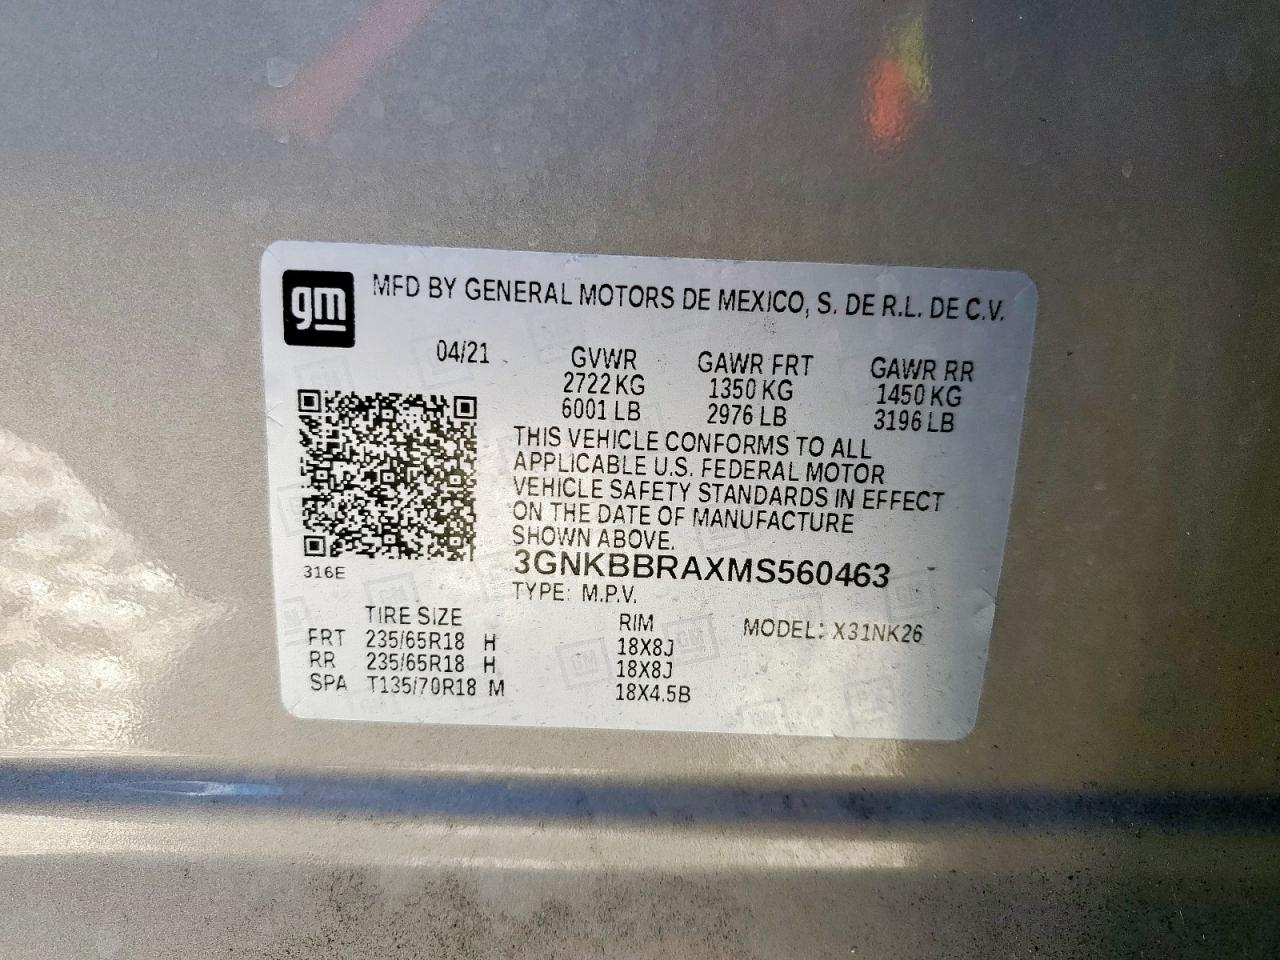 gm
MFD BY GENERAL MOTORS DE MEXICO, S. DE R.L. DE C.V.
04/21 GVWR GAWR FRT GAWR RR
2722 KG 1350 KG 1450 KG
6001 LB 2976 LB 3196 LB
THIS VEHICLE CONFORMS TO ALL
APPLICABLE U.S. FEDERAL MOTOR
VEHICLE SAFETY STANDARDS IN EFFECT
ON THE DATE OF MANUFACTURE
SHOWN ABOVE.
316E
3GNKBBRAXMS560463
TYPE: M.P.V.
TIRE SIZE RIM MODEL: X31NK26
FRT 235/65R18 H 18X8J
RR 235/65R18 H 18X8J
SPA T135/70R18 M 18X4.5B